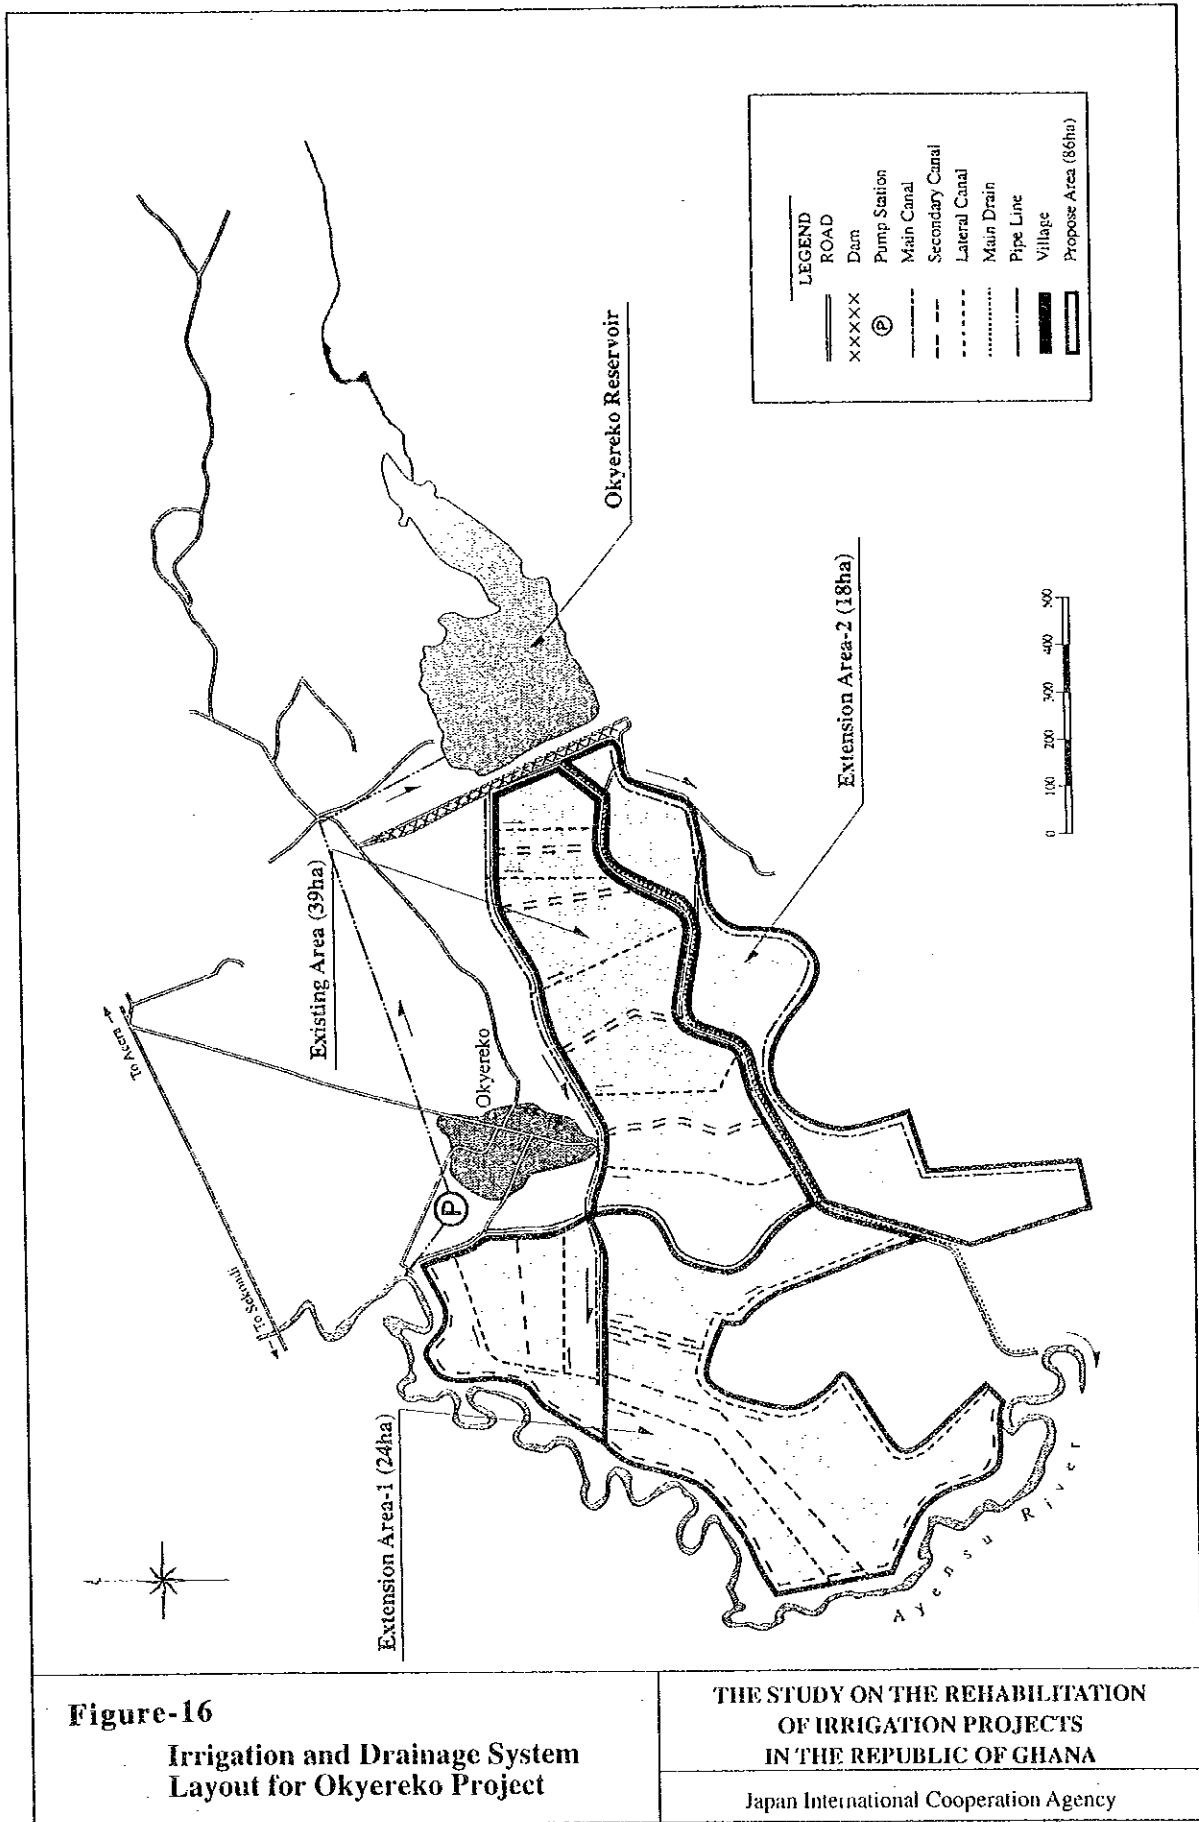 To Accra
Existing Area (39ha)
Okyereko
P
Okyereko Reservoir
Extension Area-1 (24ha)
Extension Area-2 (18ha)
Ayensu River
0 100 200 300 400 500
LEGEND
ROAD
Dam
P Pump Station
Main Canal
Secondary Canal
Lateral Canal
Main Drain
Pipe Line
Village
Propose Area (86ha)
Figure-16
Irrigation and Drainage System
Layout for Okyereko Project
THE STUDY ON THE REHABILITATION
OF IRRIGATION PROJECTS
IN THE REPUBLIC OF GHANA
Japan International Cooperation Agency